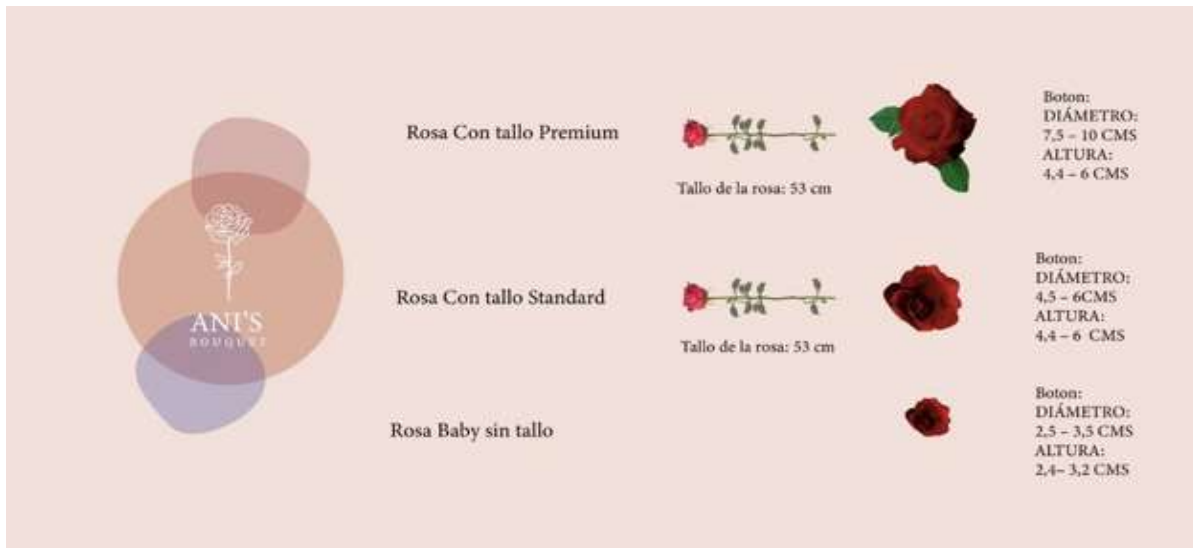 ANI'S
BOUQUET
Rosa Con tallo Premium
Tallo de la rosa: 53 cm
Boton:
DIÁMETRO:
7,5 – 10 CMS
ALTURA:
4,4 – 6 CMS
Rosa Con tallo Standard
Tallo de la rosa: 53 cm
Boton:
DIÁMETRO:
4,5 – 6CMS
ALTURA:
4,4 – 6 CMS
Rosa Baby sin tallo
Boton:
DIÁMETRO:
2,5 – 3,5 CMS
ALTURA:
2,4– 3,2 CMS